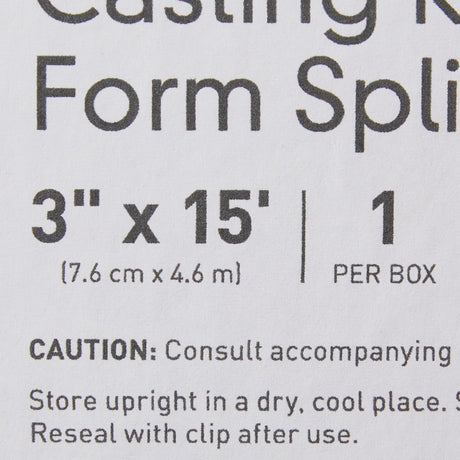 Casting
Form Spli
3" x 15' | 1
(7.6 cm x 4.6 m) PER BOX
CAUTION: Consult accompanying
Store upright in a dry, cool place.
Reseal with clip after use.